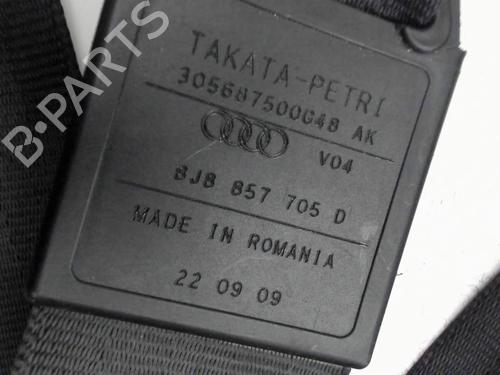 TAKATA-PETRI
305687500G48 AK
V04
8J8 857 705 D
MADE IN ROMANIA
22 09 09
B-PARTS